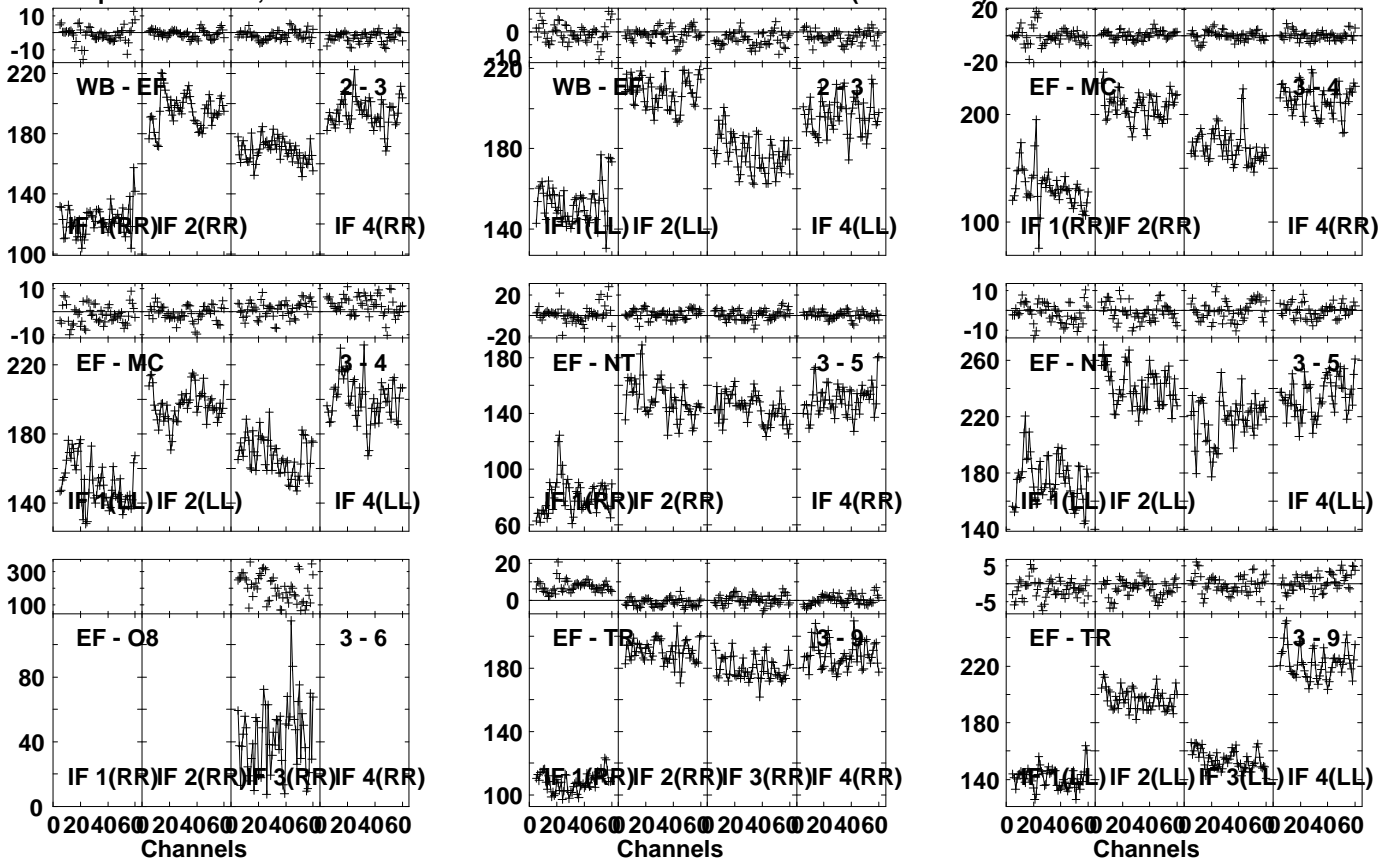 10
0
-10
220
180
140
100
WB - EF
2 - 3
IF 1(RR)
IF 2(RR)
IF 4(RR)
0
-10
220
180
140
WB - EF
2 - 3
IF 1(LL)
IF 2(LL)
IF 4(LL)
20
0
-20
200
100
EF - MC
3 - 4
IF 1(RR)
IF 2(RR)
IF 4(RR)
10
0
-10
220
180
140
EF - MC
3 - 4
IF 1(LL)
IF 2(LL)
IF 4(LL)
20
0
-20
180
140
100
60
EF - NT
3 - 5
IF 1(RR)
IF 2(RR)
IF 4(RR)
10
0
-10
260
220
180
140
EF - NT
3 - 5
IF 1(LL)
IF 2(LL)
IF 4(LL)
300
100
80
40
0
EF - O8
3 - 6
IF 1(RR)
IF 2(RR)
IF 3(RR)
IF 4(RR)
0 20 40 60 0 20 40 60 0 20 40 60 0 20 40 60
Channels
20
0
180
140
100
EF - TR
3 - 9
IF 1(RR)
IF 2(RR)
IF 3(RR)
IF 4(RR)
0 20 40 60 0 20 40 60 0 20 40 60 0 20 40 60
Channels
5
-5
220
180
140
EF - TR
3 - 9
IF 1(LL)
IF 2(LL)
IF 3(LL)
IF 4(LL)
0 20 40 60 0 20 40 60 0 20 40 60 0 20 40 60
Channels